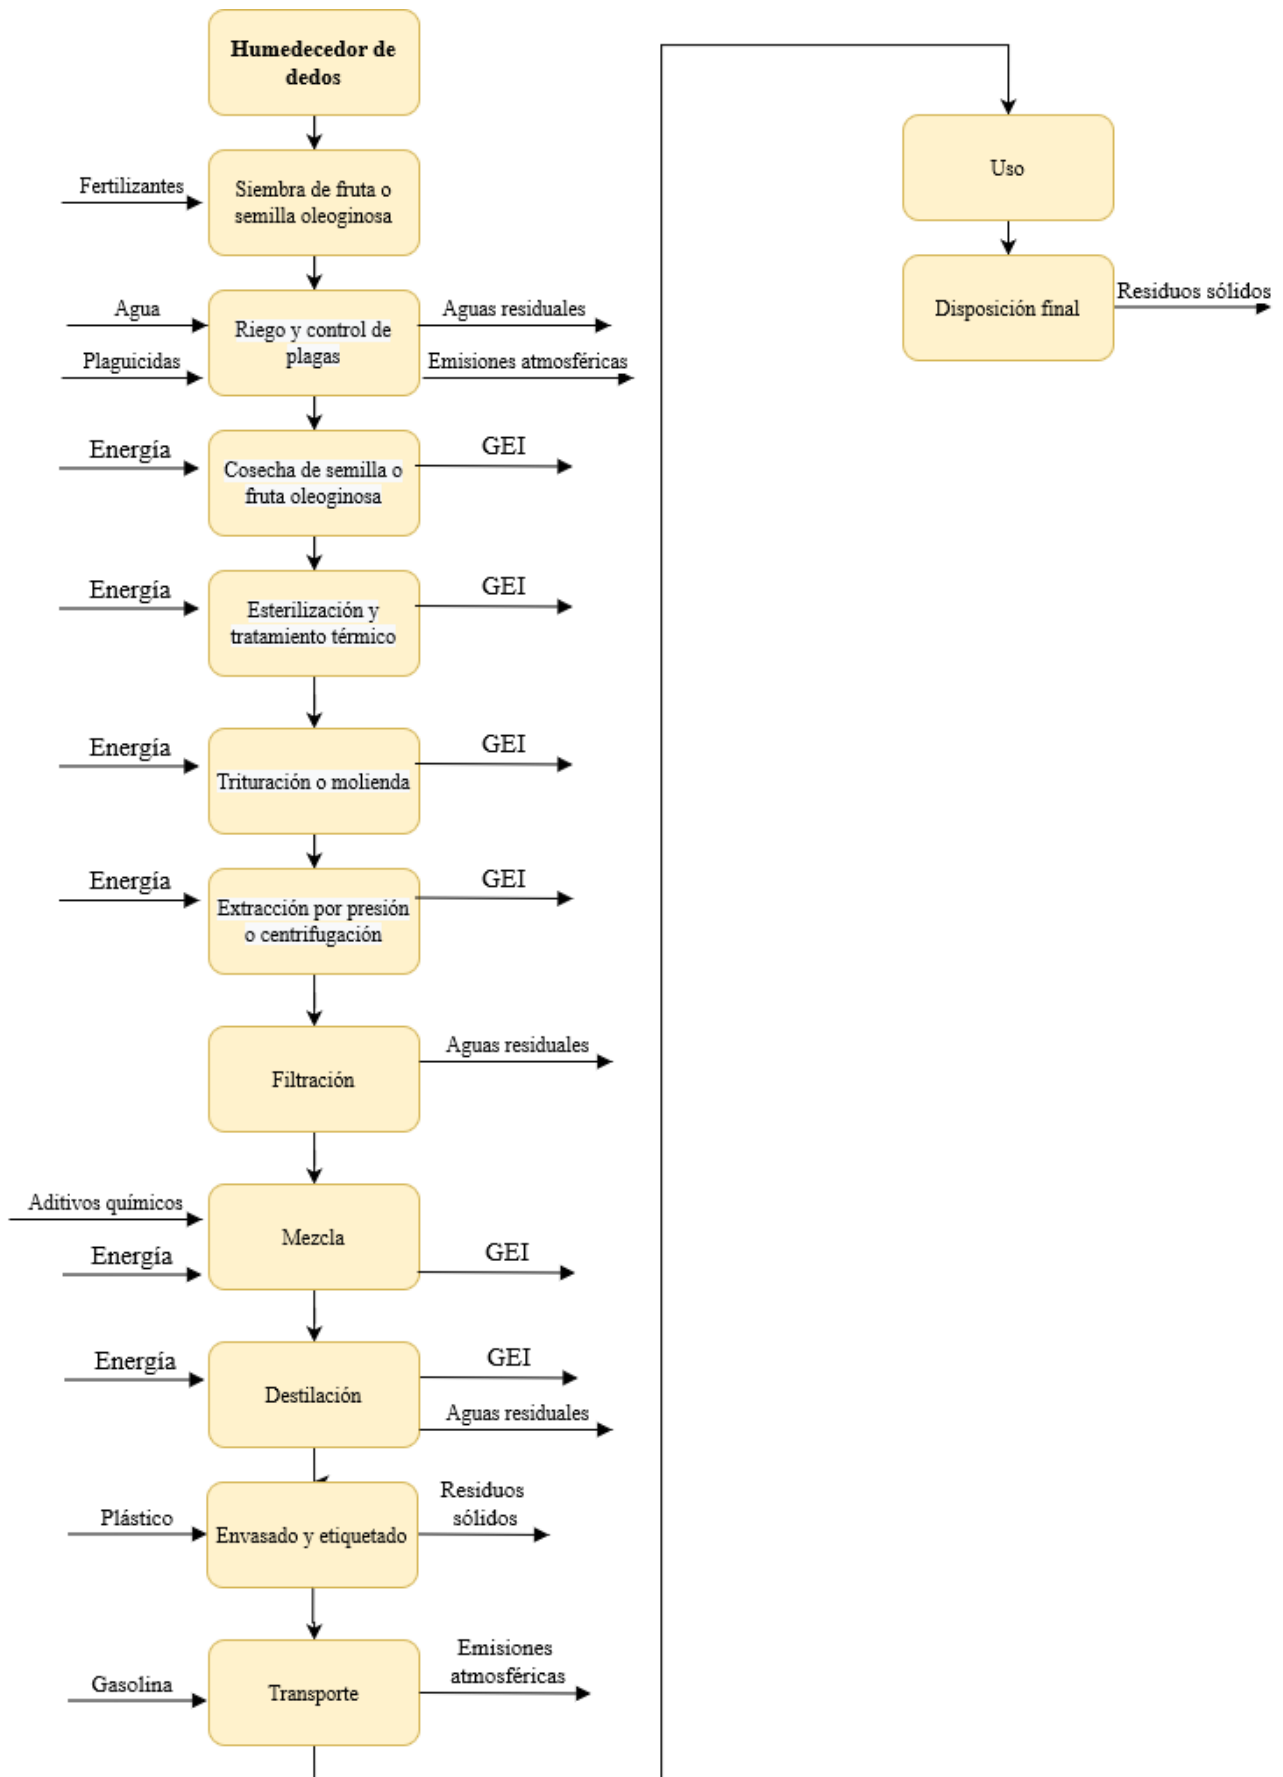 Humedecedor de
dedos
Fertilizantes
Siembra de fruta o
semilla oleoginosa
Agua
Plaguicidas
Riego y control de
plagas
Aguas residuales
Emisiones atmosféricas
Energía
Cosecha de semilla o
fruta oleoginosa
GEI
Energía
Esterilización y
tratamiento térmico
GEI
Energía
Trituración o molienda
GEI
Energía
Extracción por presión
o centrifugación
GEI
Filtración
Aguas residuales
Aditivos químicos
Energía
Mezcla
GEI
Energía
Destilación
GEI
Aguas residuales
Plástico
Envasado y etiquetado
Residuos
sólidos
Gasolina
Transporte
Emisiones
atmosféricas
Uso
Disposición final
Residuos sólidos